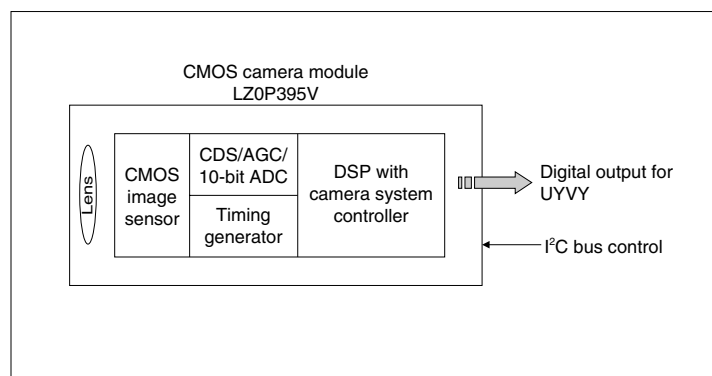 CMOS camera module
LZ0P395V
Lens
CMOS
image
sensor
CDS/AGC/
10-bit ADC
Timing
generator
DSP with
camera system
controller
Digital output for
UYVY
I²C bus control